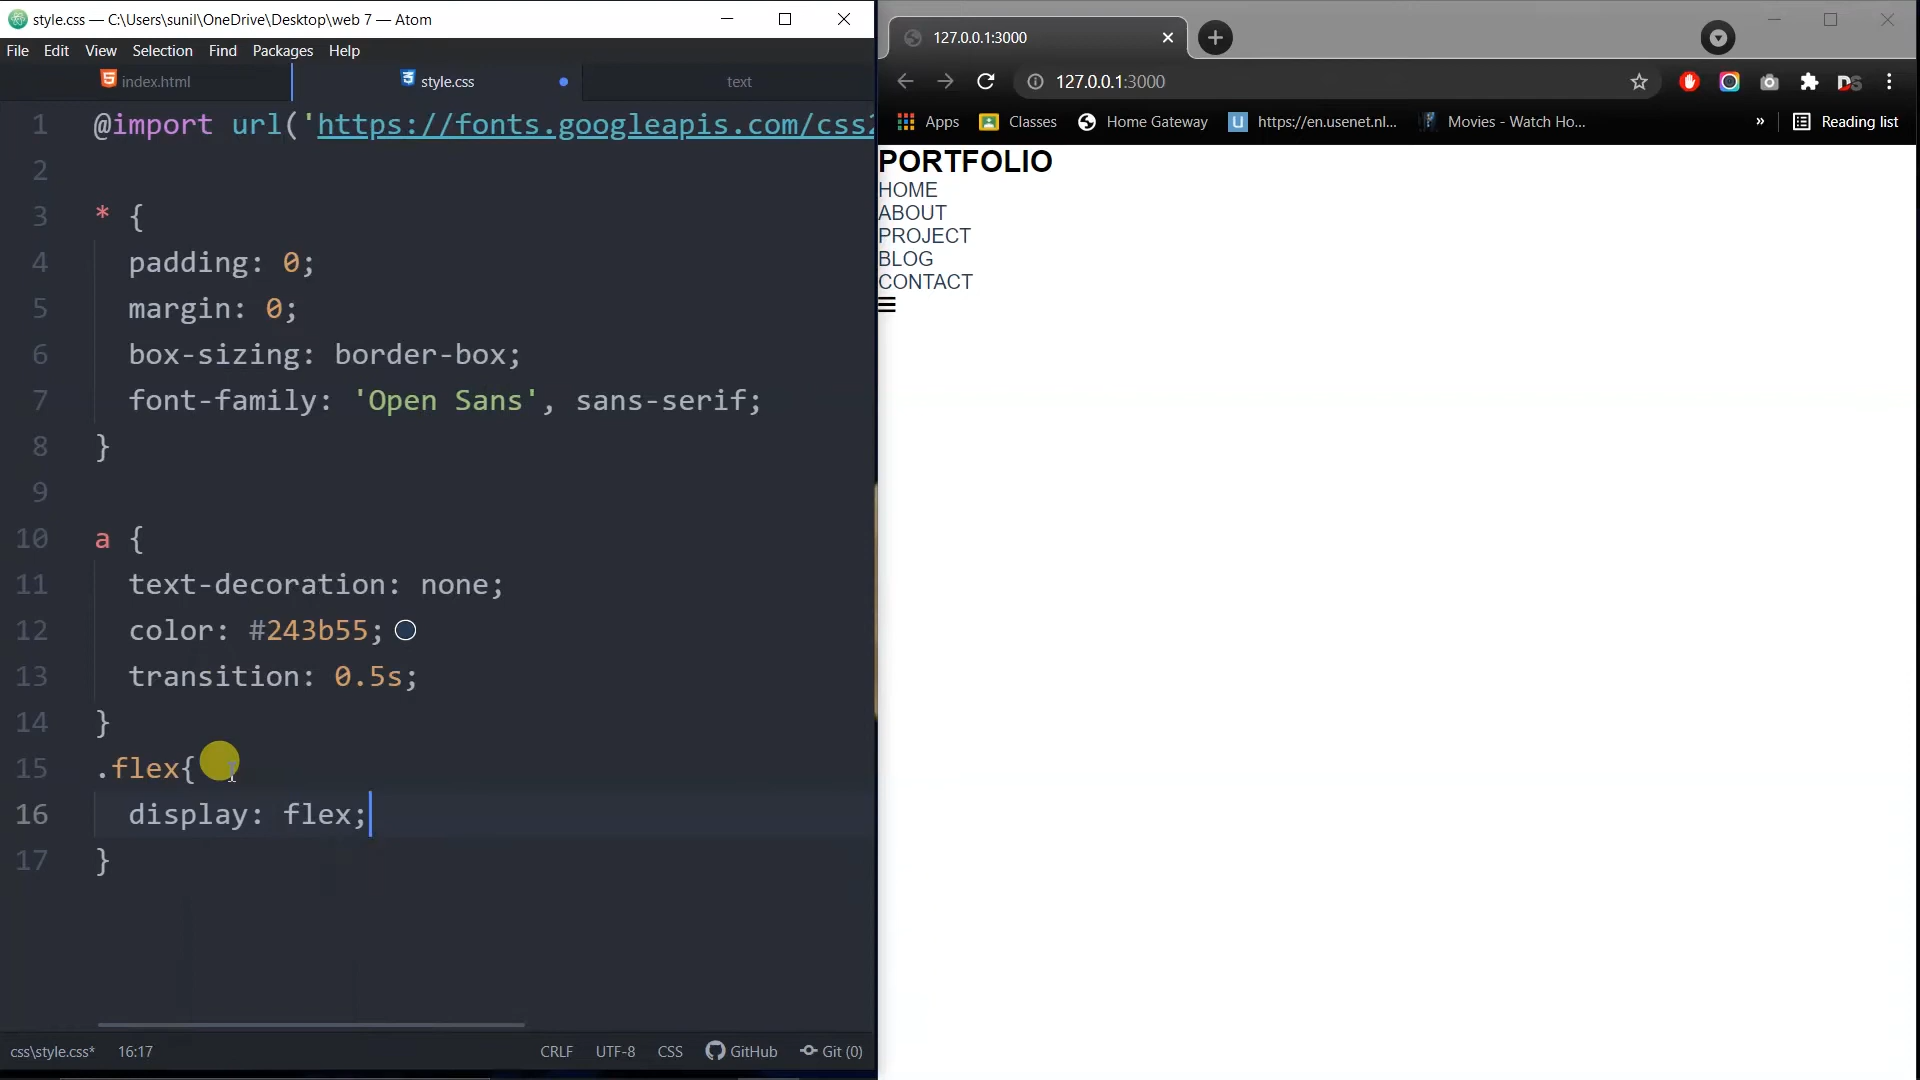 style.css — C:\Users\sunil\OneDrive\Desktop\web 7 — Atom
File Edit View Selection Find Packages Help
index.html
style.css
text
1 @import url('https://fonts.googleapis.com/css2
2
3 * {
4 padding: 0;
5 margin: 0;
6 box-sizing: border-box;
7 font-family: 'Open Sans', sans-serif;
8 }
9
10 a {
11 text-decoration: none;
12 color: #243b55;
13 transition: 0.5s;
14 }
15 .flex{
16 display: flex;
17 }
css\style.css* 16:17 CRLF UTF-8 CSS GitHub Git (0)
127.0.0.1:3000
127.0.0.1:3000
Apps Classes Home Gateway https://en.usenet.nl... Movies - Watch Ho... » Reading list
PORTFOLIO
HOME
ABOUT
PROJECT
BLOG
CONTACT